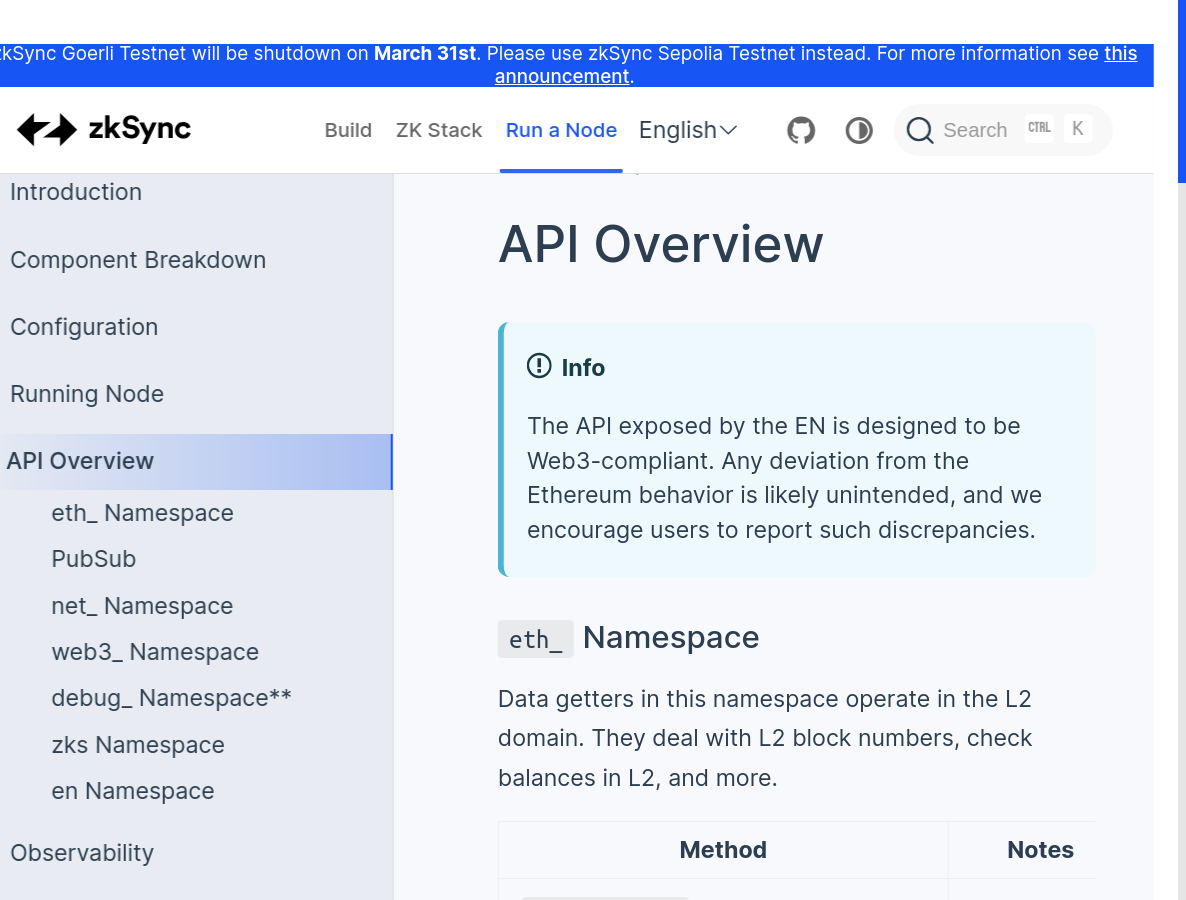 zkSync Goerli Testnet will be shutdown on March 31st. Please use zkSync Sepolia Testnet instead. For more information see this
announcement.
zkSync
Build
ZK Stack
Run a Node
English
Search
CTRL
K
Introduction
Component Breakdown
Configuration
Running Node
API Overview
eth_ Namespace
PubSub
net_ Namespace
web3_ Namespace
debug_ Namespace**
zks Namespace
en Namespace
Observability
API Overview
Info
The API exposed by the EN is designed to be
Web3-compliant. Any deviation from the
Ethereum behavior is likely unintended, and we
encourage users to report such discrepancies.
eth_ Namespace
Data getters in this namespace operate in the L2
domain. They deal with L2 block numbers, check
balances in L2, and more.
Method
Notes